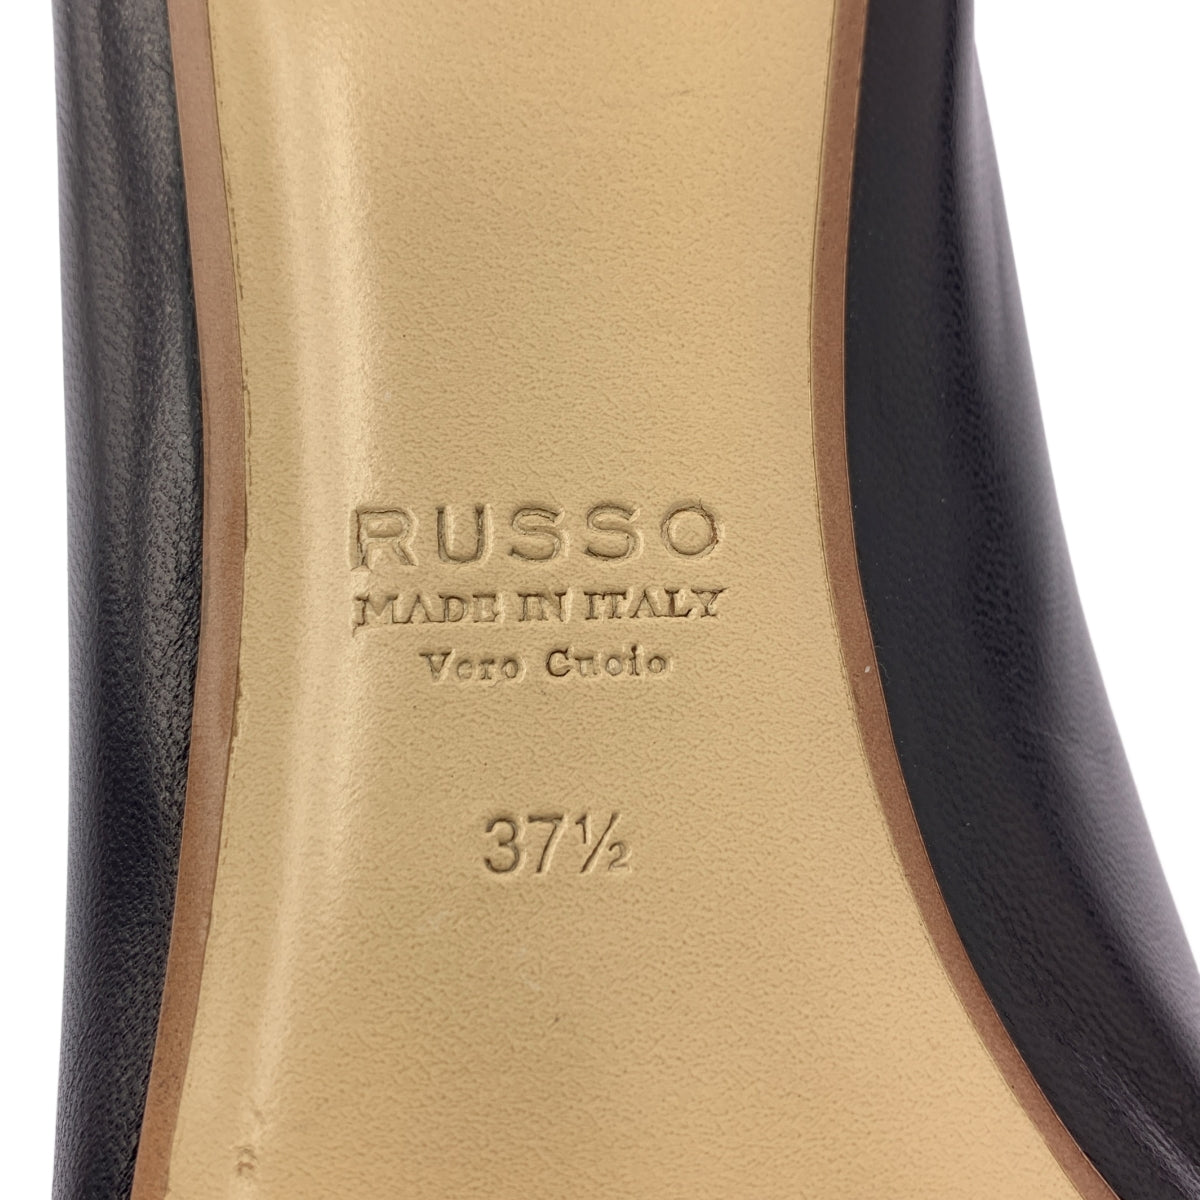 RUSSO
MADE IN ITALY
Vero Cuoio
37½